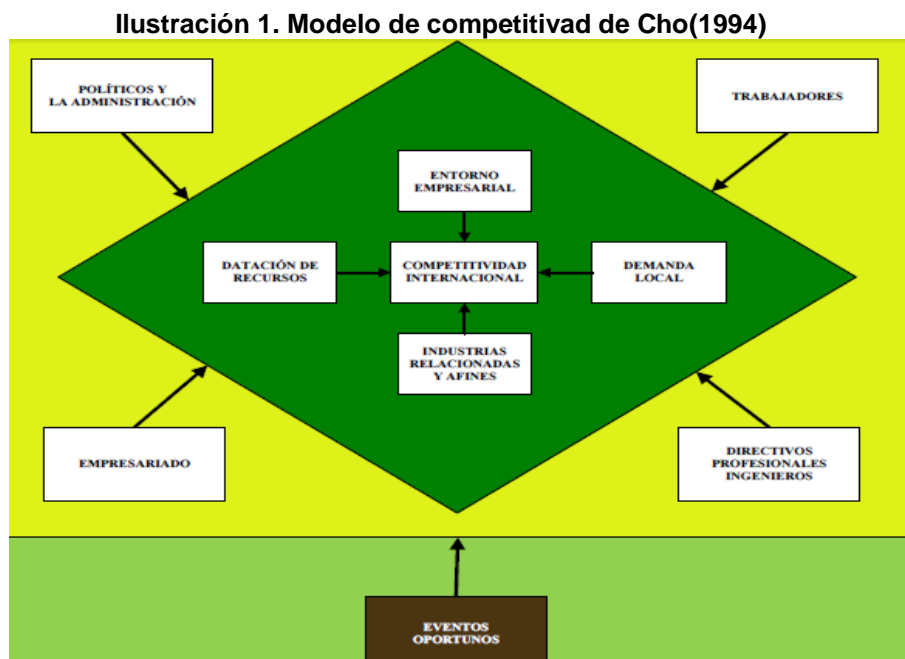 Ilustración 1. Modelo de competitivad de Cho(1994)
POLÍTICOS Y
LA ADMINISTRACIÓN
TRABAJADORES
ENTORNO
EMPRESARIAL
DATACIÓN DE
RECURSOS
COMPETITIVIDAD
INTERNACIONAL
DEMANDA
LOCAL
INDUSTRIAS
RELACIONADAS
Y AFINES
EMPRESARIADO
DIRECTIVOS
PROFESIONALES
INGENIEROS
EVENTOS
OPORTUNOS